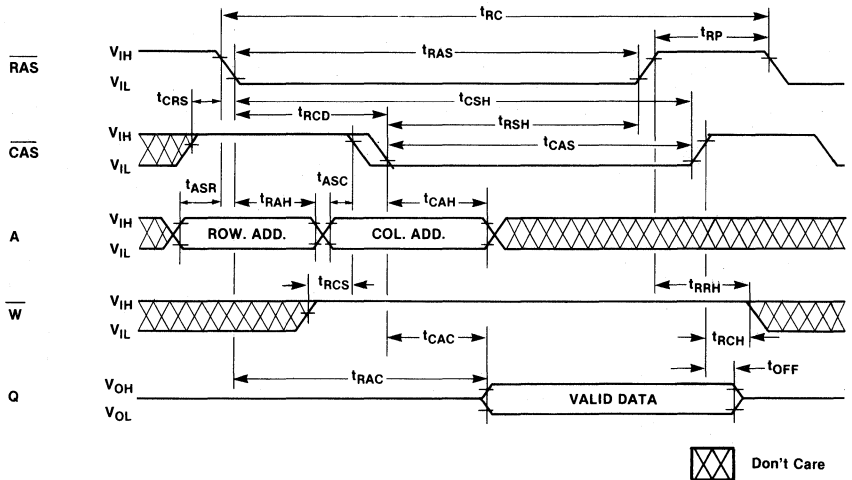 tRC
tRP
RAS
VIH
VIL
tRAS
tCRS
tCSH
tRCD
tRSH
CAS
VIH
VIL
tCAS
tASR
tRAH
tASC
tCAH
A
VIH
VIL
ROW. ADD.
COL. ADD.
tRCS
tRRH
W
VIH
VIL
tCAC
tRCH
tRAC
tOFF
Q
VOH
VOL
VALID DATA
Don't Care